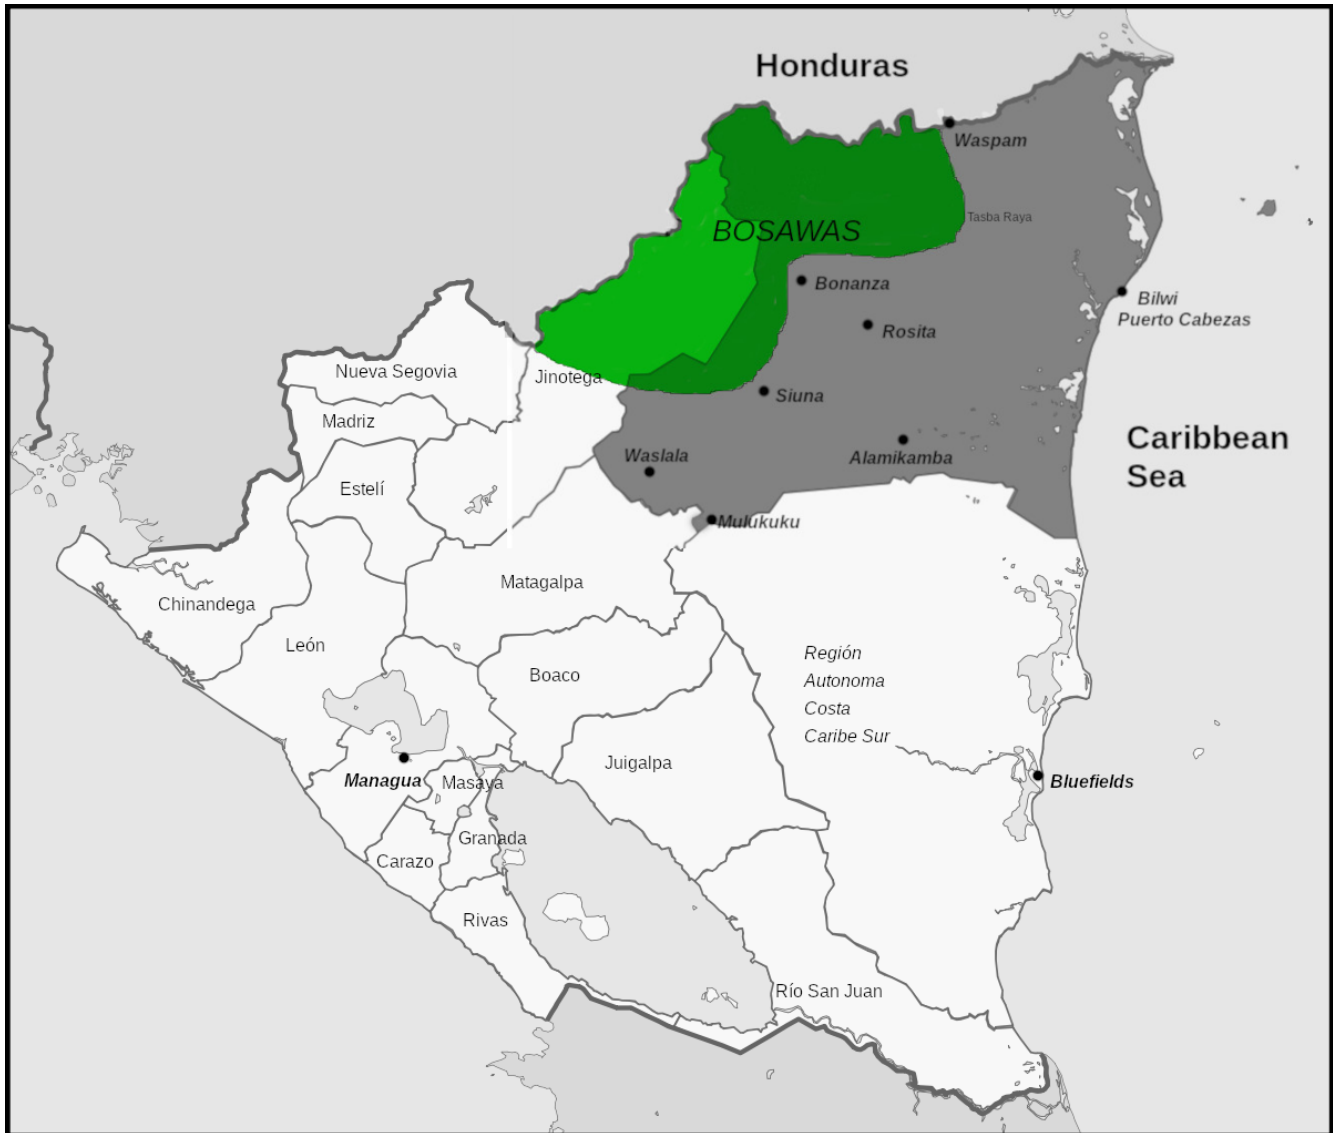 Honduras
Waspam
Tasba Raya
BOSAWAS
Bonanza
Bilwi
Puerto Cabezas
Rosita
Nueva Segovia
Jinotega
Siuna
Madriz
Caribbean
Sea
Waslala
Alamikamba
Estelí
Mulukuku
Matagalpa
Chinandega
León
Región
Autonoma
Costa
Caribe Sur
Boaco
Juigalpa
Managua
Masaya
Bluefields
Granada
Carazo
Rivas
Río San Juan